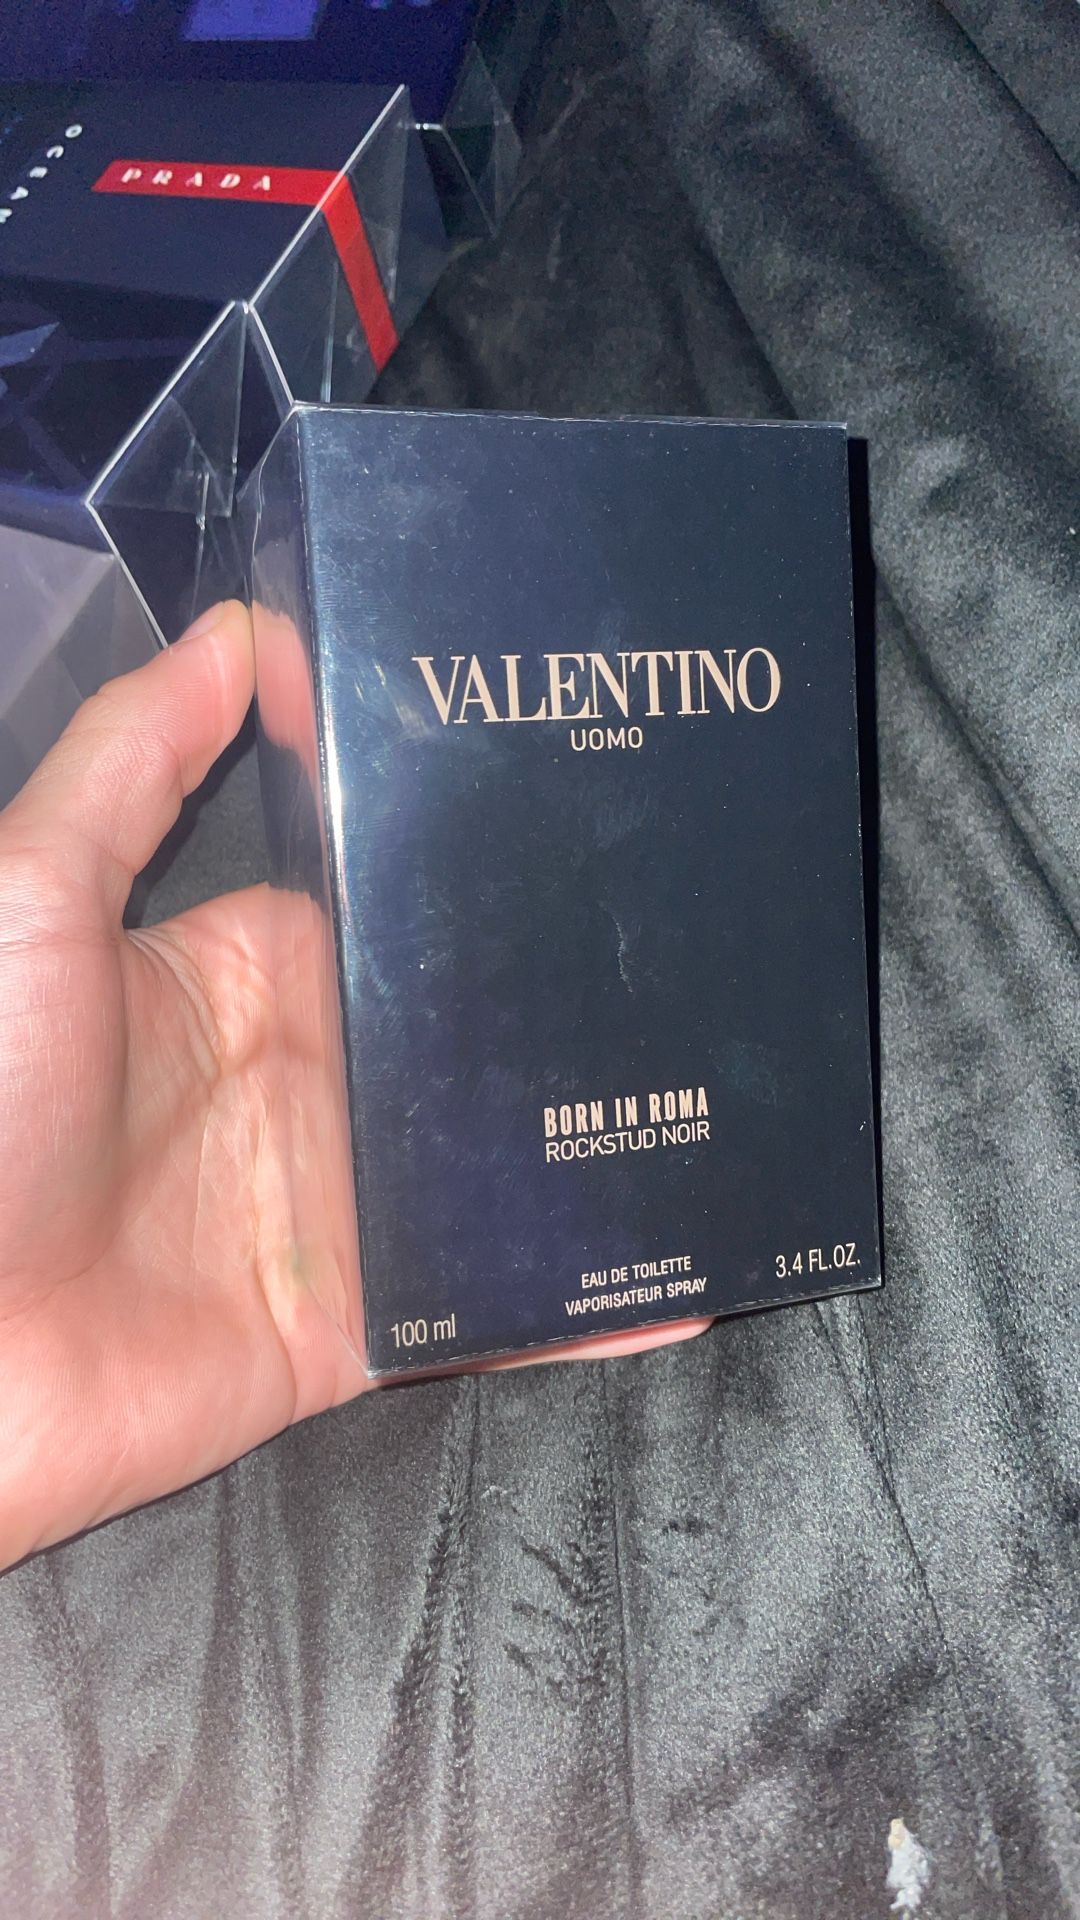 OCEAN
PRADA
VALENTINO
UOMO
BORN IN ROMA
ROCKSTUD NOIR
EAU DE TOILETTE
VAPORISATEUR SPRAY
100 ml
3.4 FL.OZ.